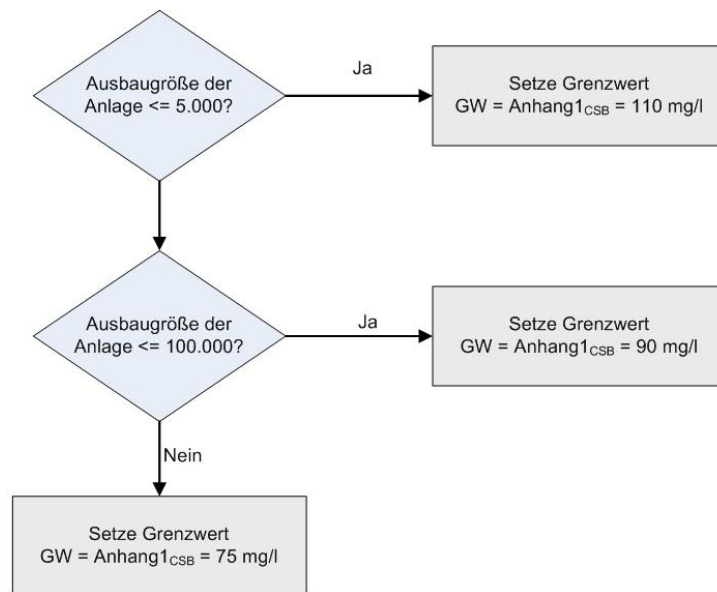 Ausbaugröße der
Anlage <= 5.000?
Ja
Setze Grenzwert
GW = Anhang1CSB = 110 mg/l
Ausbaugröße der
Anlage <= 100.000?
Ja
Setze Grenzwert
GW = Anhang1CSB = 90 mg/l
Nein
Setze Grenzwert
GW = Anhang1CSB = 75 mg/l